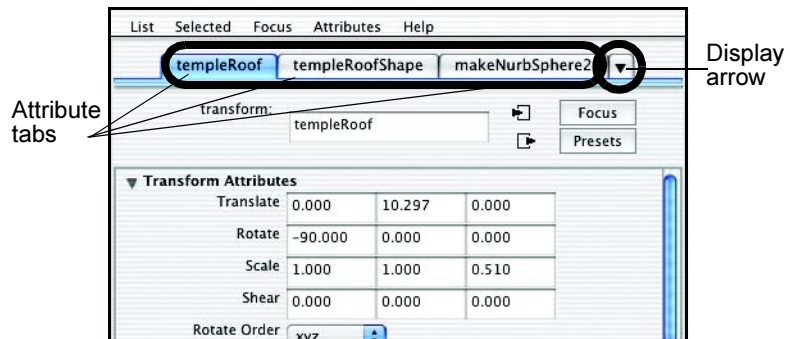 List Selected Focus Attributes Help
templeRoof templeRoofShape makeNurbSphere2
Display
arrow
Attribute
tabs
transform:
templeRoof
Focus
Presets
Transform Attributes
Translate 0.000 10.297 0.000
Rotate -90.000 0.000 0.000
Scale 1.000 1.000 0.510
Shear 0.000 0.000 0.000
Rotate Order xyz